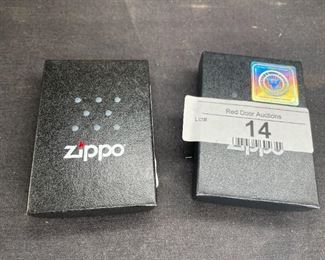 zippo
Red Door Auctions
Lot#
14